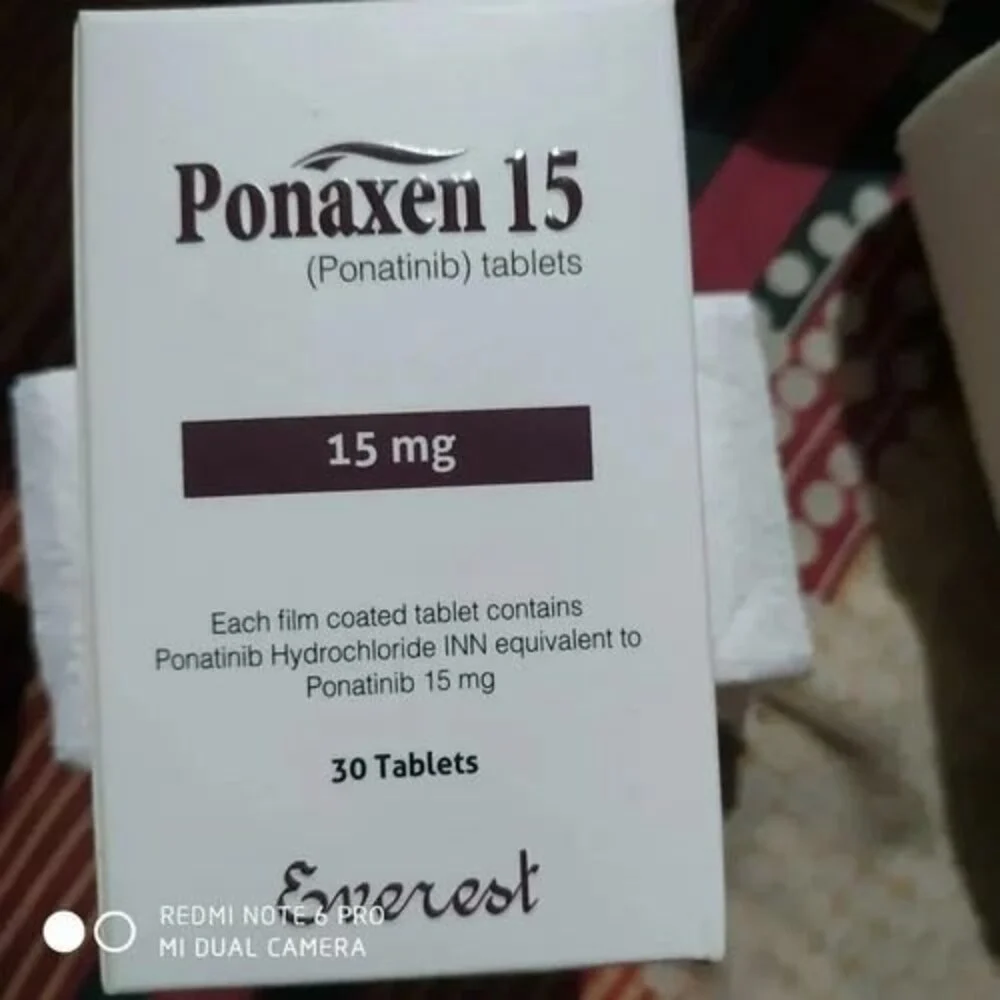 Ponaxen 15
(Ponatinib) tablets
15 mg
Each film coated tablet contains
Ponatinib Hydrochloride INN equivalent to
Ponatinib 15 mg
30 Tablets
Everest
REDMI NOTE 6 PRO
MI DUAL CAMERA